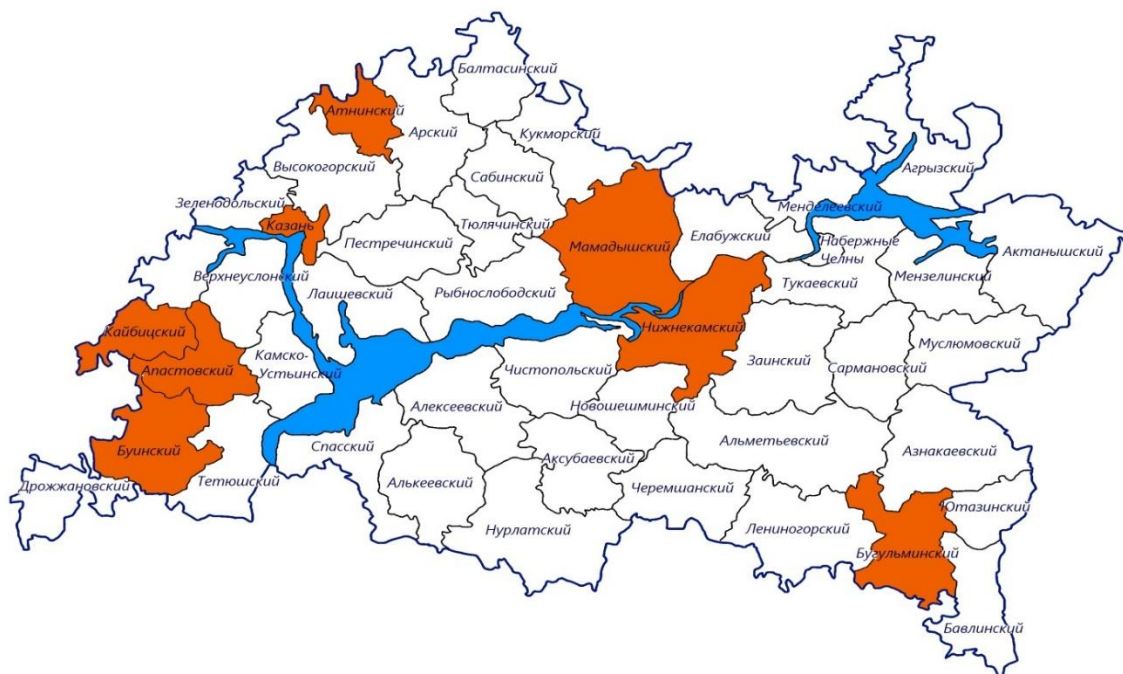 Балтасинский
Атнинский
Арский
Кукморский
Высокогорский
Сабинский
Агрызский
Зеленодольский
Менделеевский
Казань
Тюлячинский
Пестречинский
Мамадышский
Елабужский
Набержные
Челны
Актанышский
Верхнеуслонский
Мензелинский
Тукаевский
Лаишевский
Рыбнослободский
Кайбицкий
Нижнекамский
Муслюмовский
Камско-
Устьинский
Апастовский
Чистопольский
Заинский
Сармановский
Алексеевский
Новошешминский
Буинский
Спасский
Альметьевский
Азнакаевский
Аксубаевский
Дрожжановский
Тетюшский
Алькеевский
Черемшанский
Ютазинский
Нурлатский
Лениногорский
Бугульминский
Бавлинский